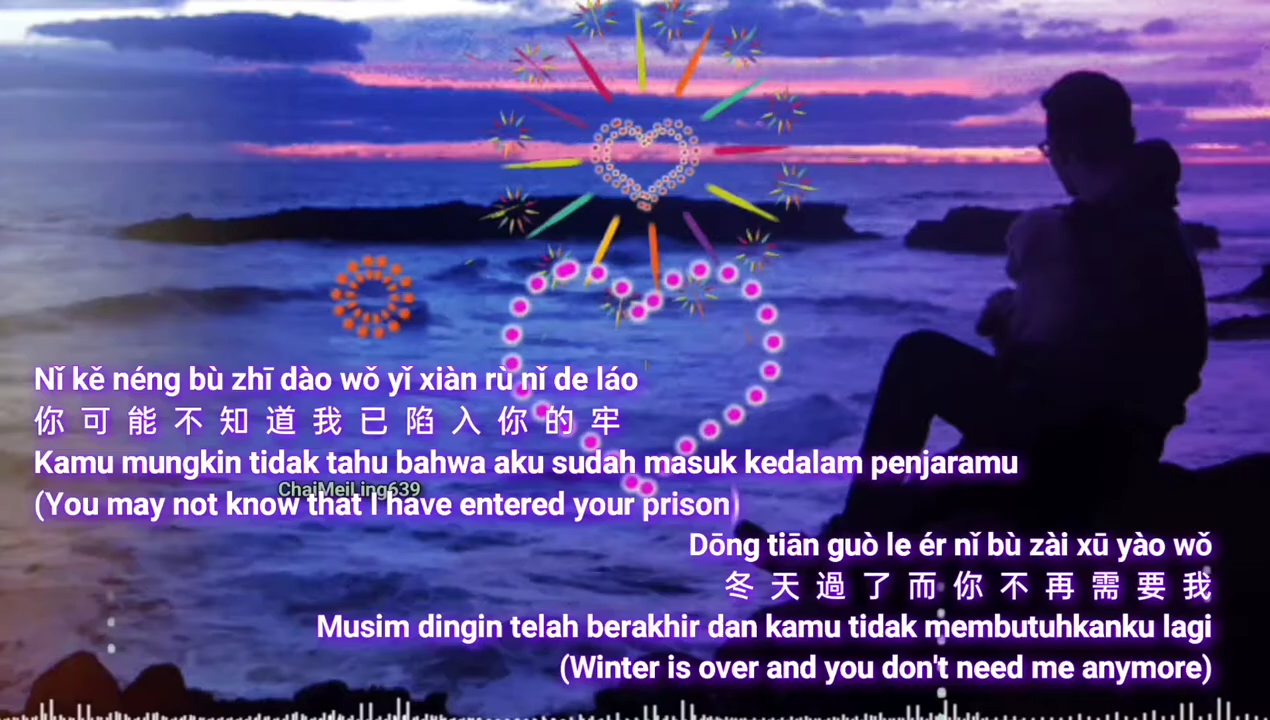 Nǐ kě néng bù zhī dào wǒ yǐ xiàn rù nǐ de láo
你可能不知道我已陷入你的牢
Kamu mungkin tidak tahu bahwa aku sudah masuk kedalam penjaramu
ChaiMeiLing639
(You may not know that I have entered your prison)
Dōng tiān guò le ér nǐ bù zài xū yào wǒ
冬天過了而你不再需要我
Musim dingin telah berakhir dan kamu tidak membutuhkanku lagi
(Winter is over and you don't need me anymore)